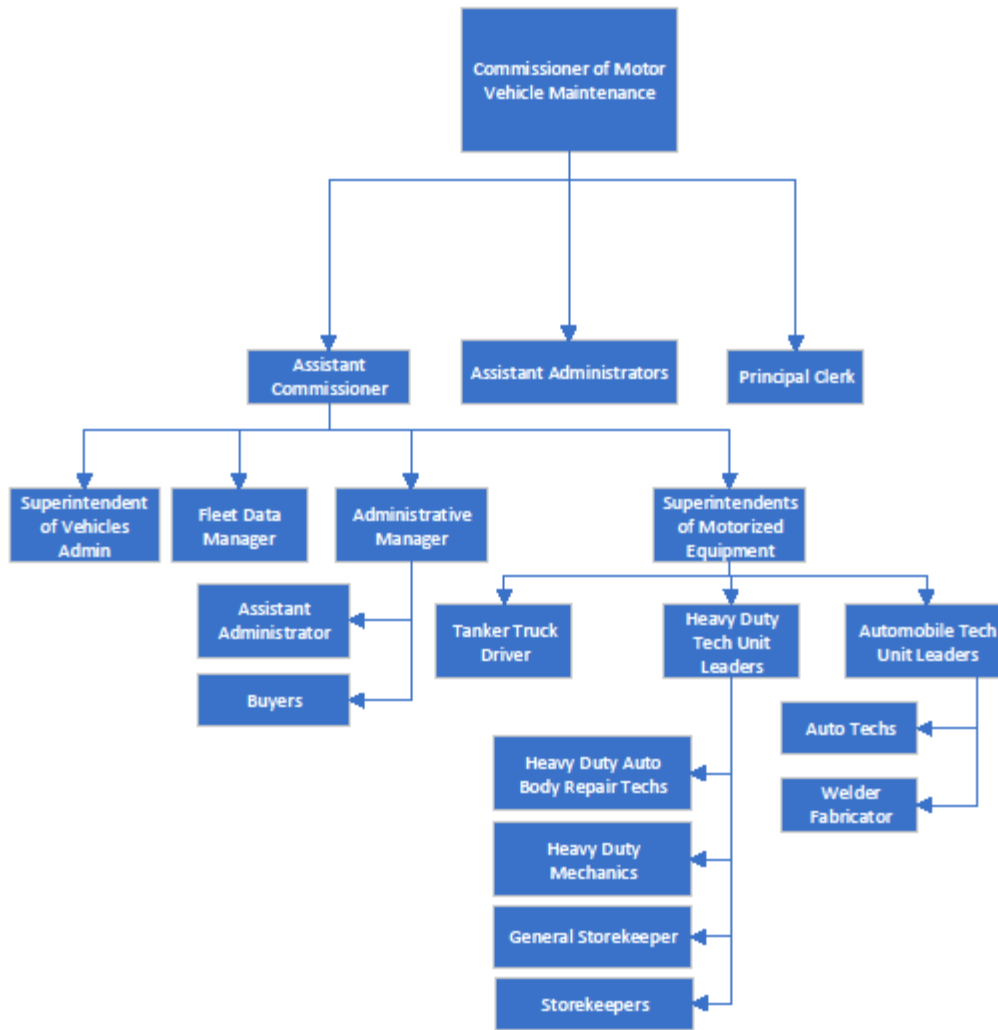 Commissioner of Motor
Vehicle Maintenance
Assistant
Commissioner
Assistant Administrators
Principal Clerk
Superintendent
of Vehicles
Admin
Fleet Data
Manager
Administrative
Manager
Superintendents
of Motorized
Equipment
Assistant
Administrator
Buyers
Tanker Truck
Driver
Heavy Duty
Tech Unit
Leaders
Automobile Tech
Unit Leaders
Auto Techs
Welder
Fabricator
Heavy Duty Auto
Body Repair Techs
Heavy Duty
Mechanics
General Storekeeper
Storekeepers